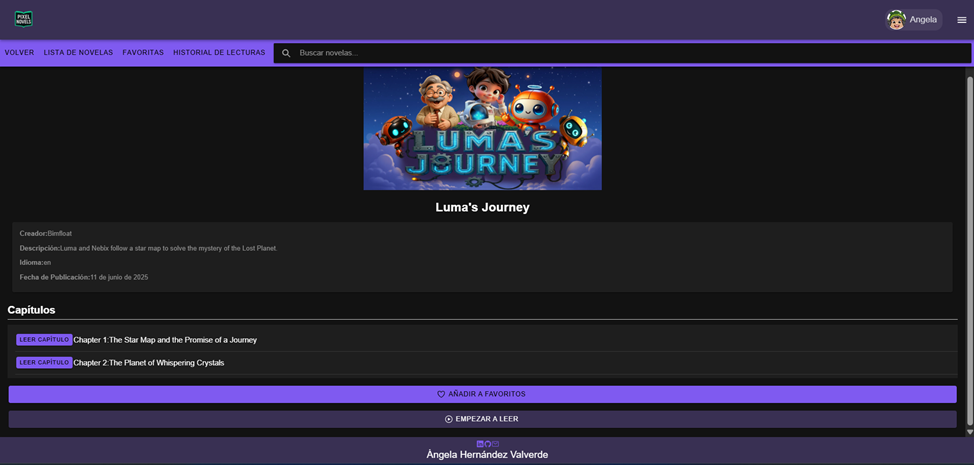 PIXEL
NOVELS
Angela
VOLVER LISTA DE NOVELAS FAVORITAS HISTORIAL DE LECTURAS Buscar novelas...
LUMA'S
JOURNEY
Luma's Journey
Creador:Bimfloat
Descripción:Luma and Nebix follow a star map to solve the mystery of the Lost Planet.
Idioma:en
Fecha de Publicación:11 de junio de 2025
Capítulos
LEER CAPÍTULO Chapter 1:The Star Map and the Promise of a Journey
LEER CAPÍTULO Chapter 2:The Planet of Whispering Crystals
AÑADIR A FAVORITOS
EMPEZAR A LEER
Ángela Hernández Valverde